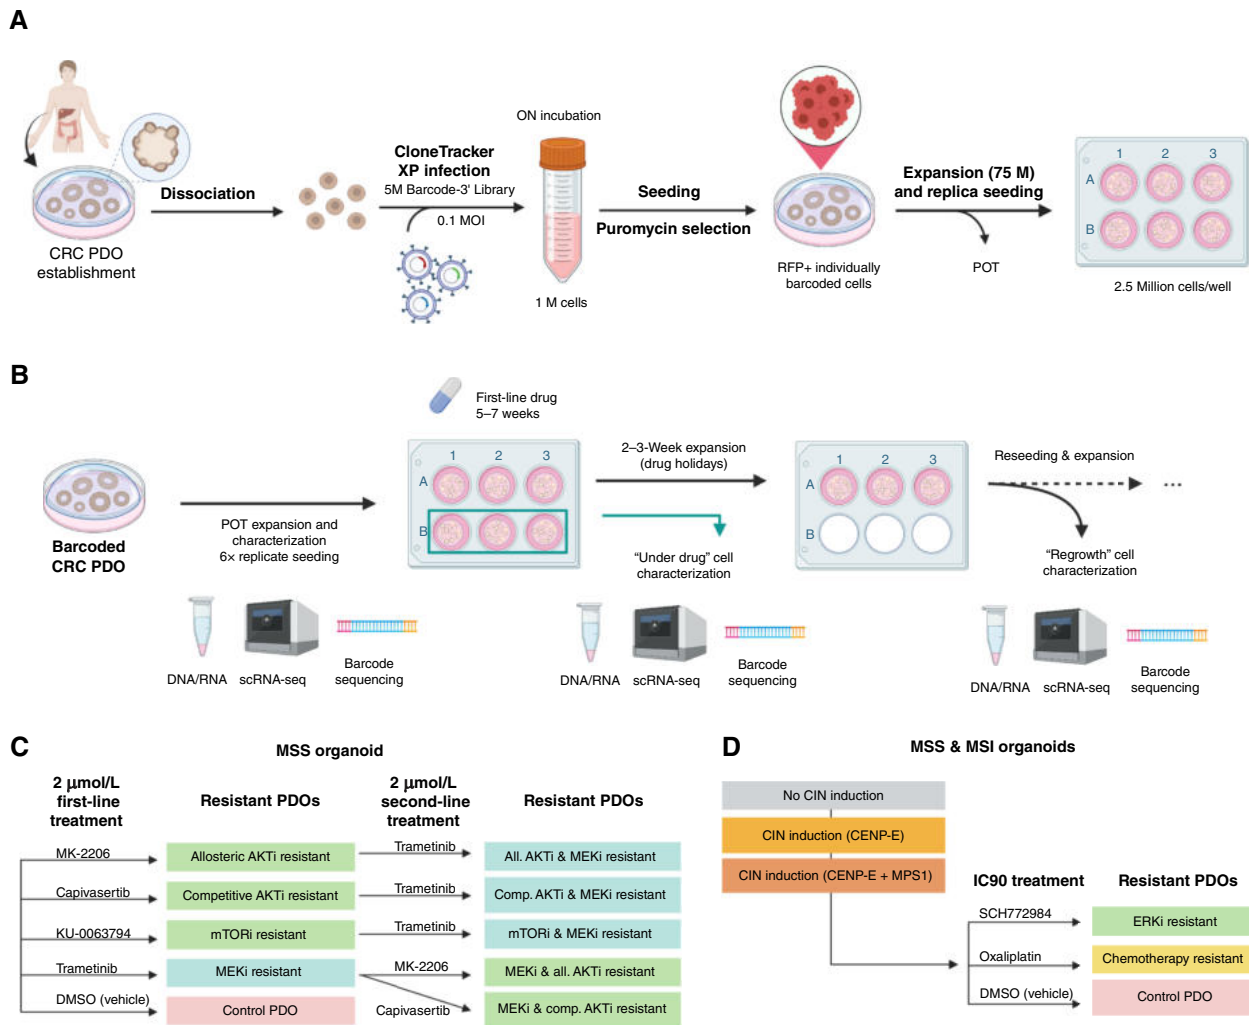 A
CRC PDO
establishment
Dissociation
CloneTracker
XP infection
5M Barcode-3' Library
0.1 MOI
ON incubation
1 M cells
Seeding
Puromycin selection
RFP+ individually
barcoded cells
Expansion (75 M)
and replica seeding
POT
1 2 3
A
B
2.5 Million cells/well
B
Barcoded
CRC PDO
POT expansion and
characterization
6× replicate seeding
First-line drug
5–7 weeks
1 2 3
A
B
2–3-Week expansion
(drug holidays)
“Under drug” cell
characterization
1 2 3
A
B
Reseeding & expansion
...
“Regrowth” cell
characterization
DNA/RNA
scRNA-seq
Barcode
sequencing
DNA/RNA
scRNA-seq
Barcode
sequencing
DNA/RNA
scRNA-seq
Barcode
sequencing
C
MSS organoid
2 μmol/L
first-line
treatment
Resistant PDOs
2 μmol/L
second-line
treatment
Resistant PDOs
MK-2206
Allosteric AKTi resistant
Trametinib
All. AKTi & MEKi resistant
Capivasertib
Competitive AKTi resistant
Trametinib
Comp. AKTi & MEKi resistant
KU-0063794
mTORi resistant
Trametinib
mTORi & MEKi resistant
Trametinib
MEKi resistant
MK-2206
MEKi & all. AKTi resistant
DMSO (vehicle)
Control PDO
Capivasertib
MEKi & comp. AKTi resistant
D
MSS & MSI organoids
No CIN induction
CIN induction (CENP-E)
CIN induction (CENP-E + MPS1)
IC90 treatment
Resistant PDOs
SCH772984
ERKi resistant
Oxaliplatin
Chemotherapy resistant
DMSO (vehicle)
Control PDO